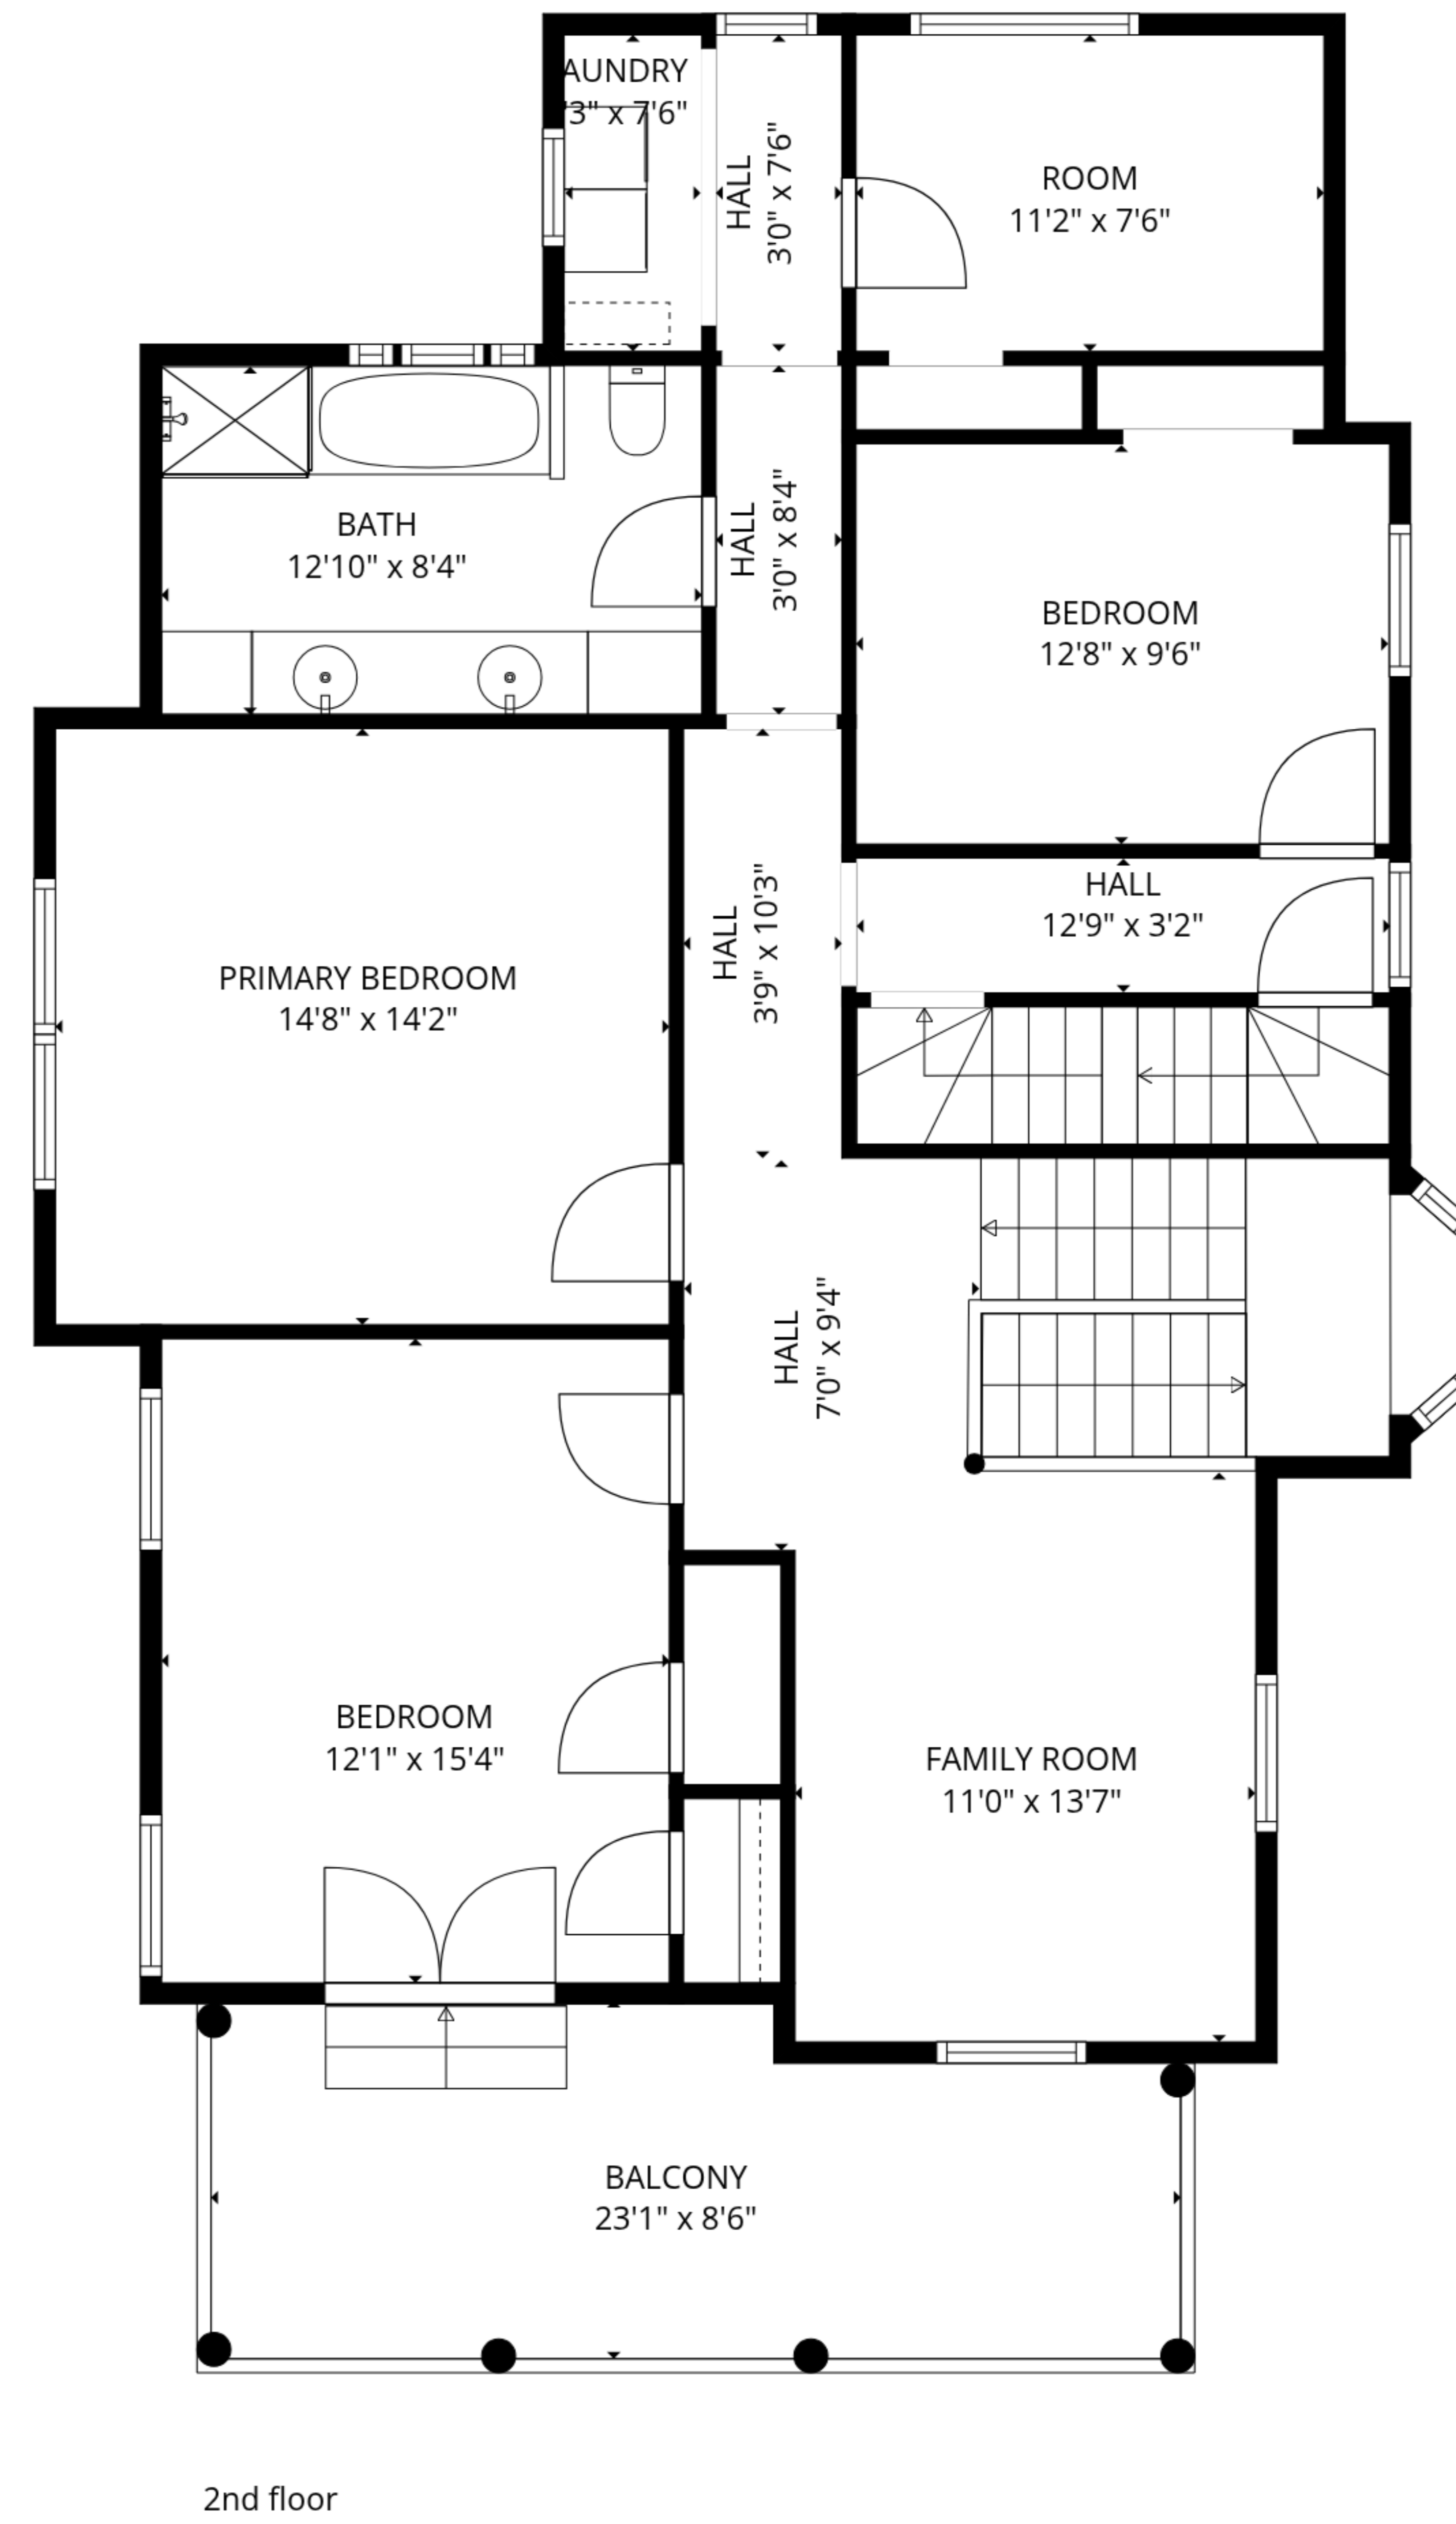 AUNDRY
'3" x 7'6"
HALL
3'0" x 7'6"
ROOM
11'2" x 7'6"
BATH
12'10" x 8'4"
HALL
3'0" x 8'4"
BEDROOM
12'8" x 9'6"
HALL
12'9" x 3'2"
PRIMARY BEDROOM
14'8" x 14'2"
HALL
3'9" x 10'3"
HALL
7'0" x 9'4"
BEDROOM
12'1" x 15'4"
FAMILY ROOM
11'0" x 13'7"
BALCONY
23'1" x 8'6"
2nd floor